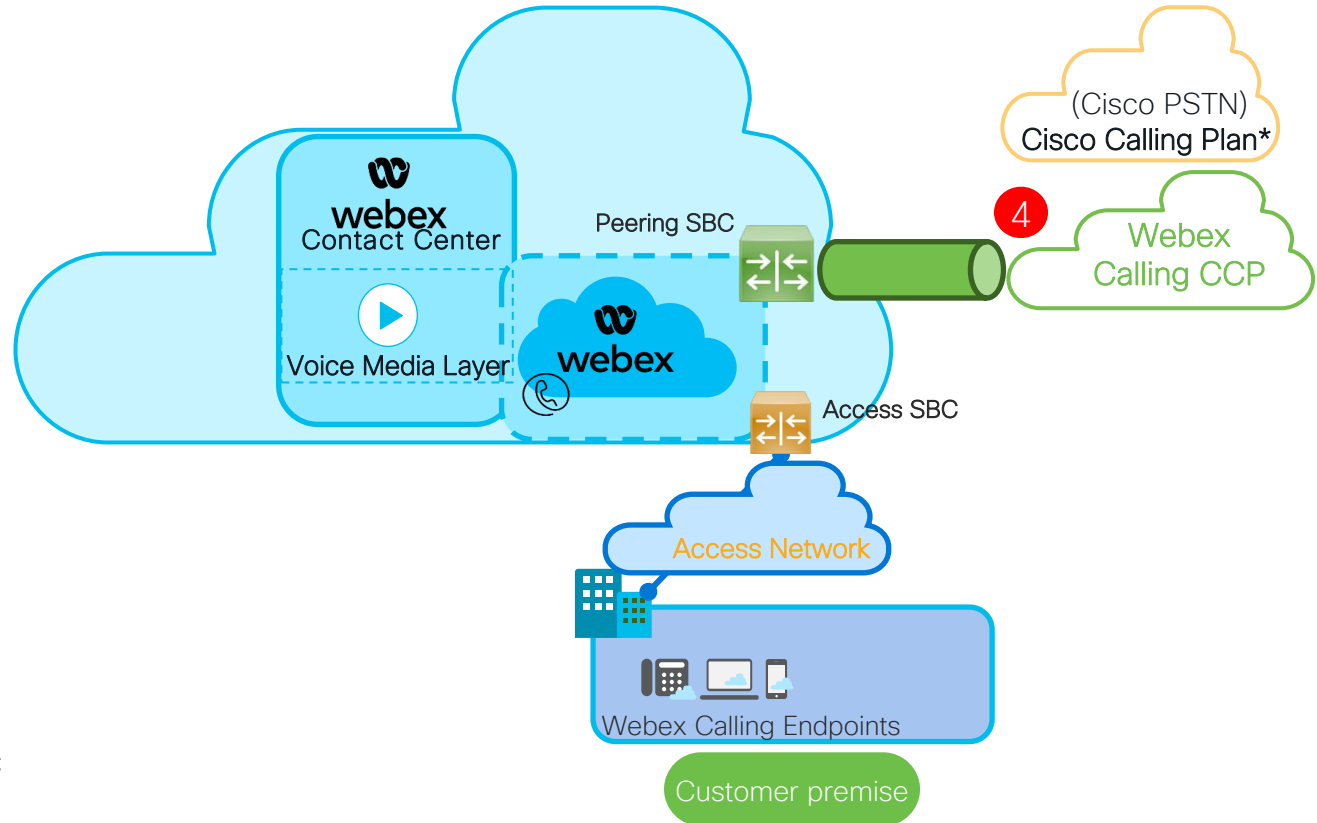 (Cisco PSTN)
Cisco Calling Plan*
4
Webex
Calling CCP
webex
Contact Center
Peering SBC
Voice Media Layer
webex
Access SBC
Access Network
Webex Calling Endpoints
Customer premise